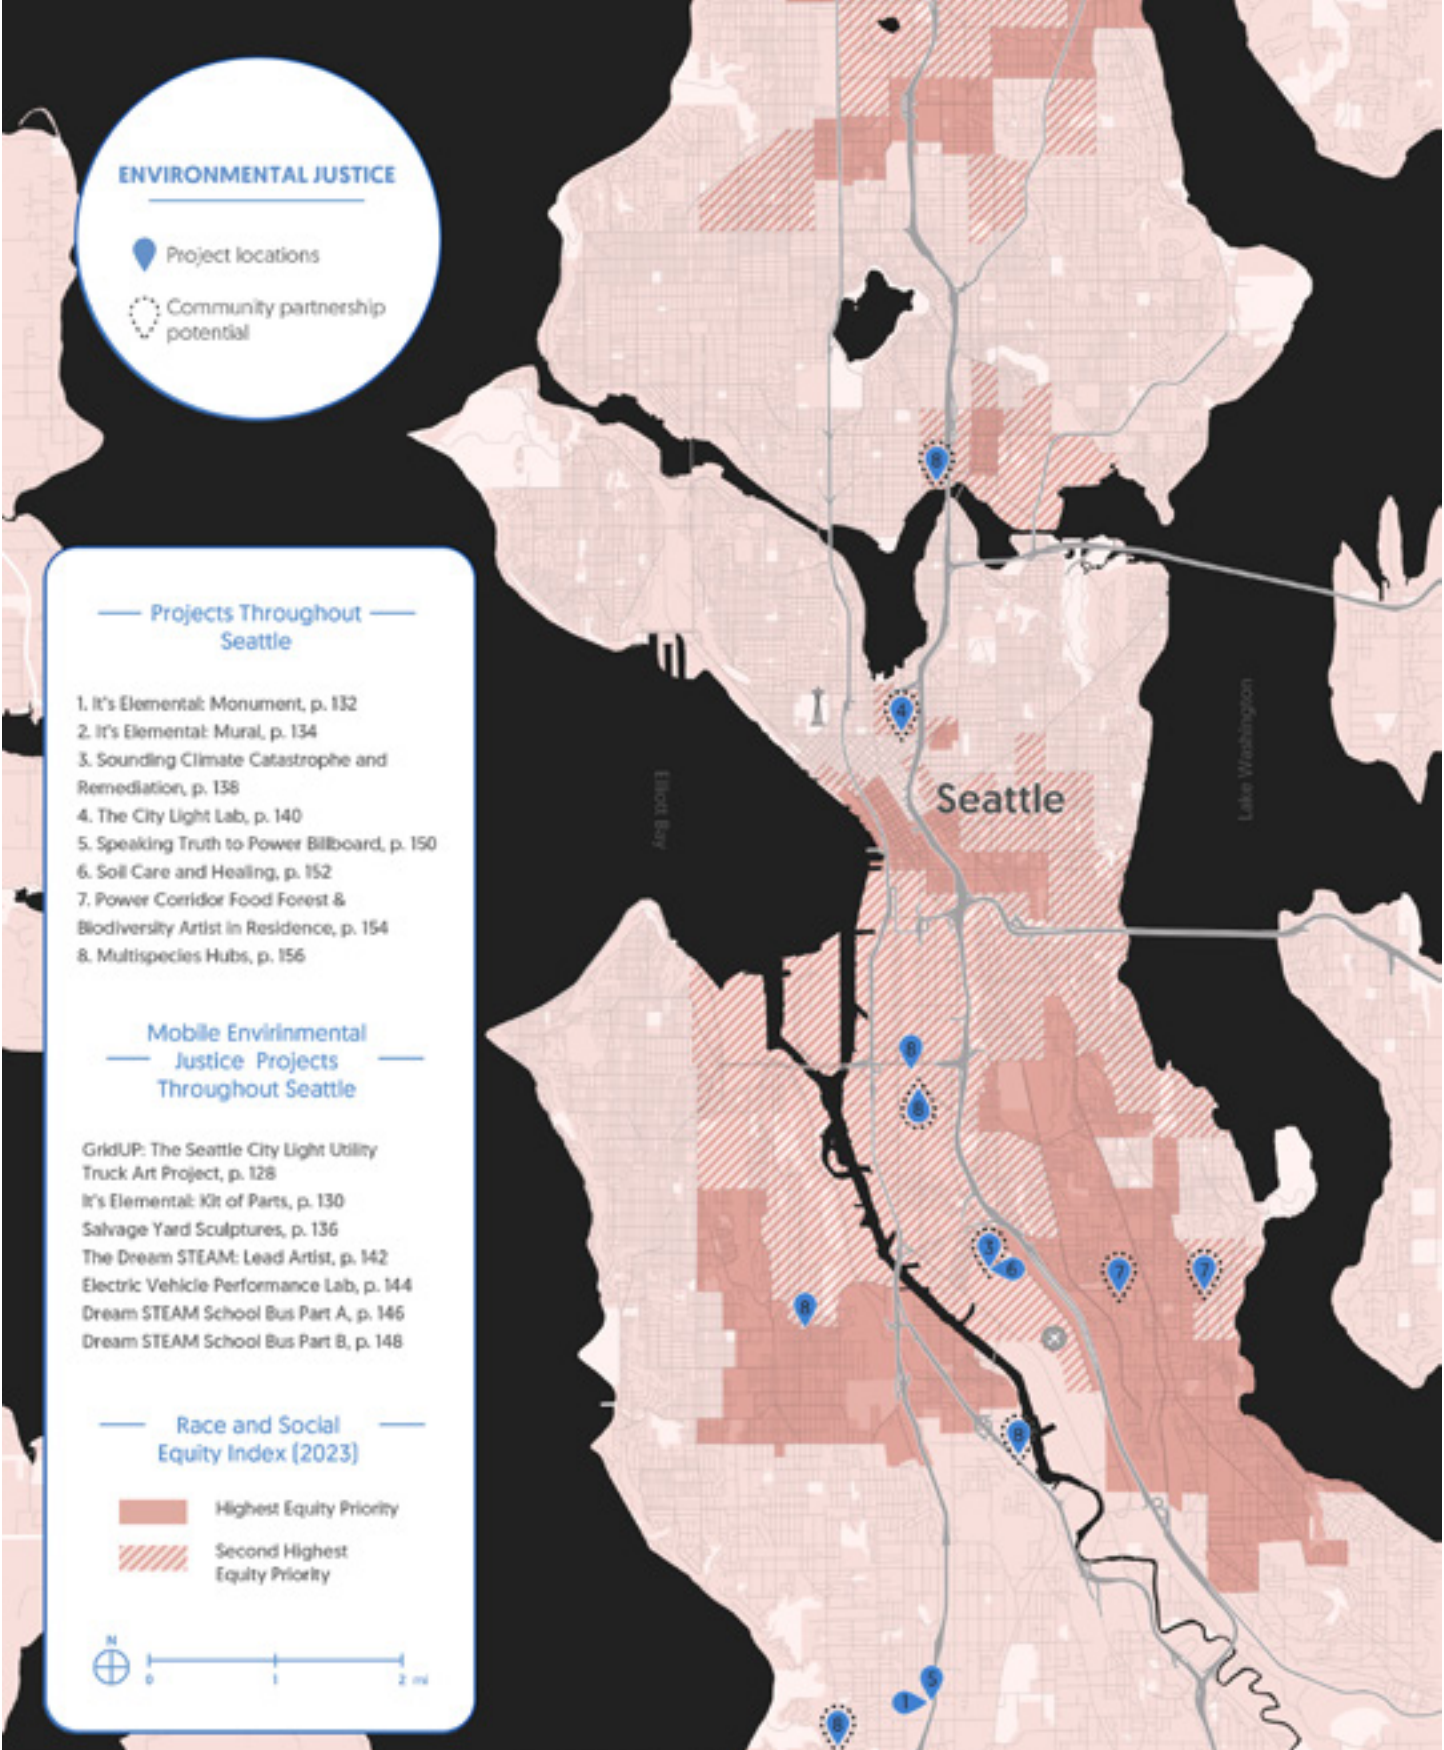 ENVIRONMENTAL JUSTICE
Project locations
Community partnership
potential
Projects Throughout
Seattle
1. It's Elemental: Monument, p. 132
2. It's Elemental: Mural, p. 134
3. Sounding Climate Catastrophe and
Remediation, p. 138
4. The City Light Lab, p. 140
5. Speaking Truth to Power Billboard, p. 150
6. Soil Care and Healing, p. 152
7. Power Corridor Food Forest &
Biodiversity Artist in Residence, p. 154
8. Multispecies Hubs, p. 156
Mobile Envirinmental
Justice Projects
Throughout Seattle
GridUP: The Seattle City Light Utility
Truck Art Project, p. 128
It's Elemental: Kit of Parts, p. 130
Salvage Yard Sculptures, p. 136
The Dream STEAM: Lead Artist, p. 142
Electric Vehicle Performance Lab, p. 144
Dream STEAM School Bus Part A, p. 146
Dream STEAM School Bus Part B, p. 148
Race and Social
Equity Index (2023)
Highest Equity Priority
Second Highest
Equity Priority
N
0 1 2 mi
8
4
Seattle
Elliott Bay
Lake Washington
8
8
3
6
7
7
8
8
5
1
8